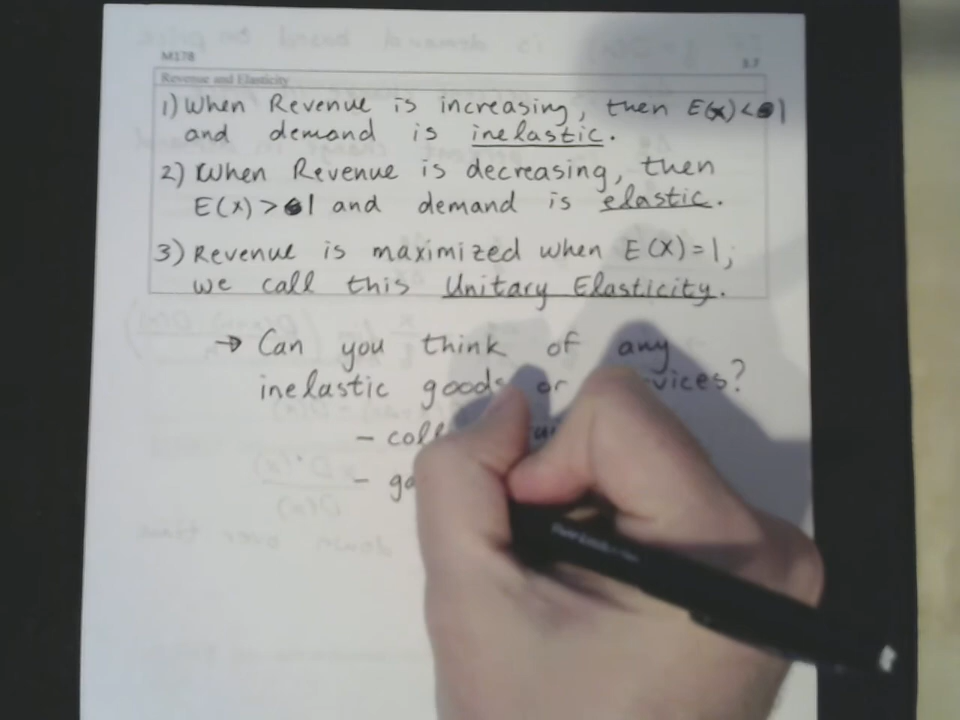 M178
3.7
Revenue and Elasticity
1) When Revenue is increasing, then E(x) < 1
and demand is inelastic.
2) When Revenue is decreasing, then
E(x) > 1 and demand is elastic.
3) Revenue is maximized when E(x) = 1;
we call this Unitary Elasticity.
→ Can you think of any
inelastic goods or